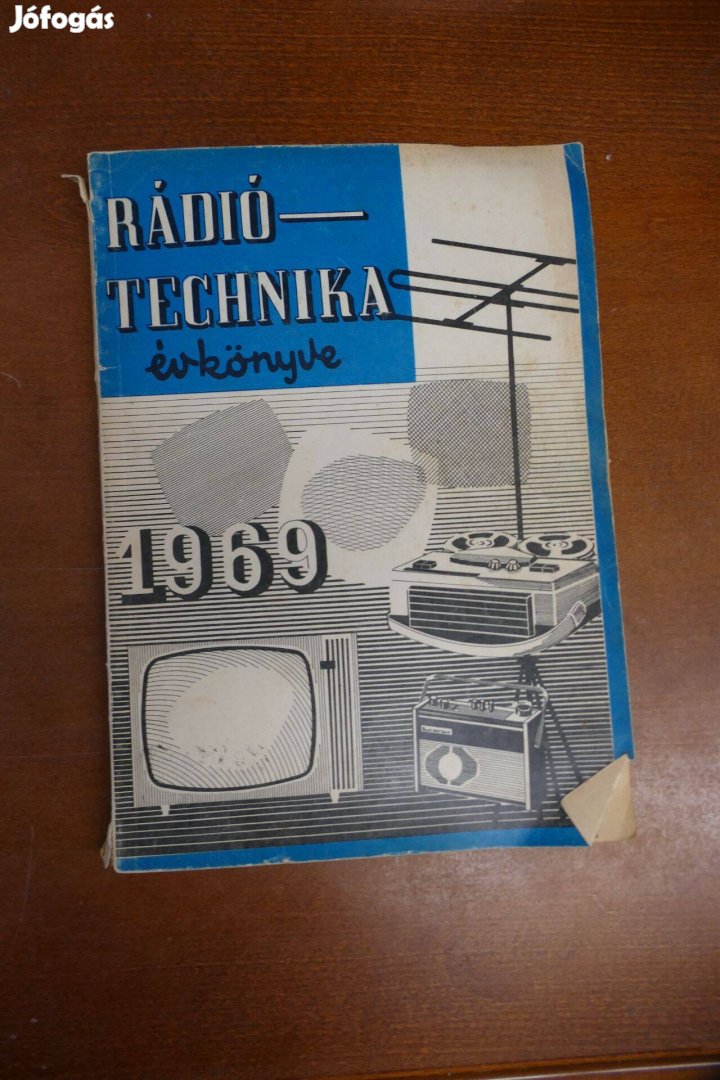 Jófogás
RÁDIÓ—
TECHNIKA
évkönyve
1969